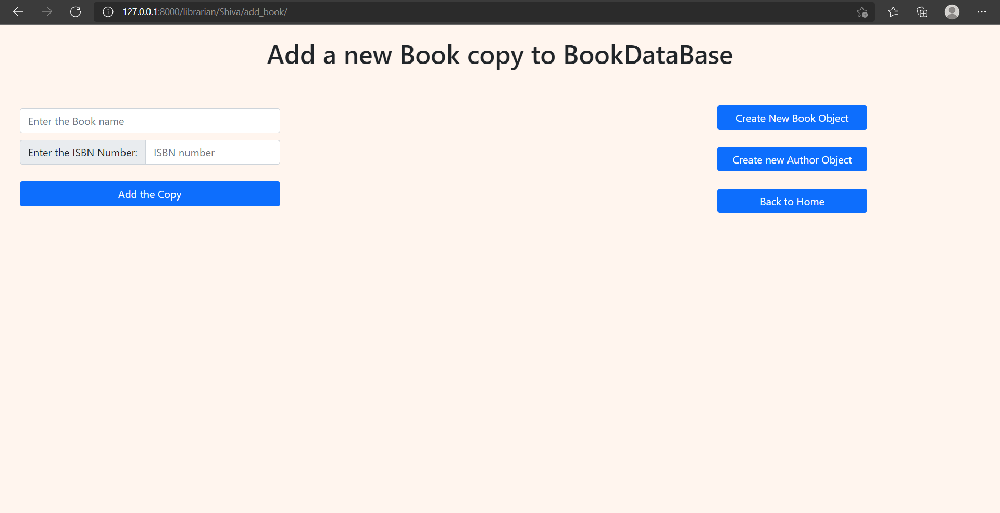 127.0.0.1:8000/librarian/Shiva/add_book/
Add a new Book copy to BookDataBase
Enter the Book name
Enter the ISBN Number: ISBN number
Add the Copy
Create New Book Object
Create new Author Object
Back to Home